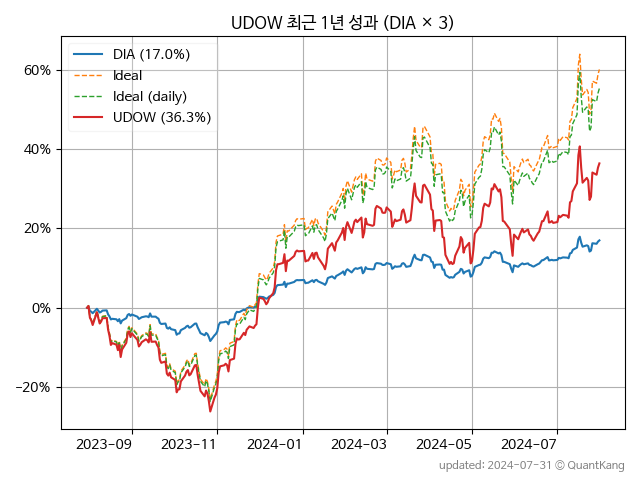 UDOW 최근 1년 성과 (DIA × 3)
DIA (17.0%)
Ideal
Ideal (daily)
UDOW (36.3%)
60%
40%
20%
0%
−20%
2023-09 2023-11 2024-01 2024-03 2024-05 2024-07
updated: 2024-07-31 © QuantKang